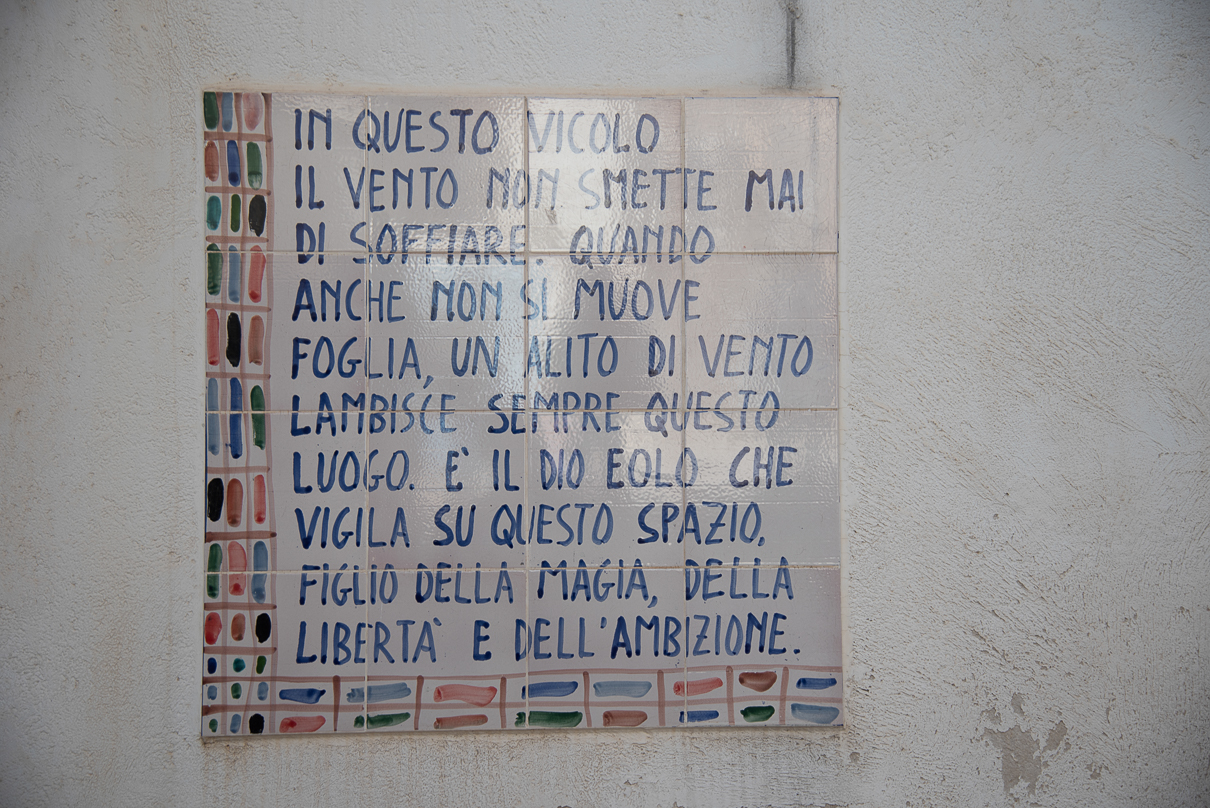 IN QUESTO VICOLO
IL VENTO NON SMETTE MAI
DI SOFFIARE. QUANDO
ANCHE NON SI MUOVE
FOGLIA, UN ALITO DI VENTO
LAMBISCE SEMPRE QUESTO
LUOGO. E' IL DIO EOLO CHE
VIGILA SU QUESTO SPAZIO,
FIGLIO DELLA MAGIA, DELLA
LIBERTA' E DELL'AMBIZIONE.